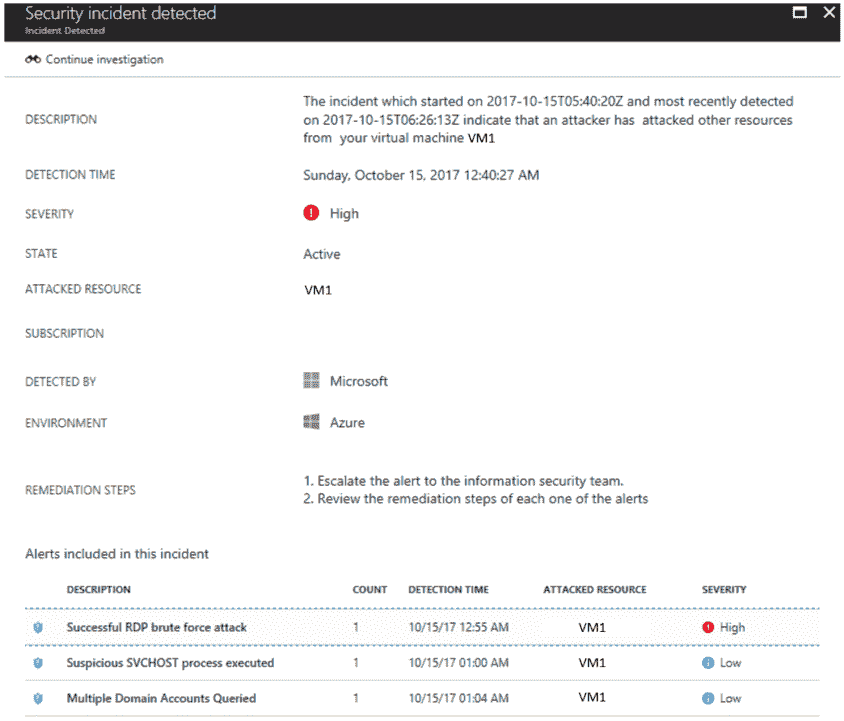 Security incident detected
Incident Detected
Continue investigation
DESCRIPTION
The incident which started on 2017-10-15T05:40:20Z and most recently detected
on 2017-10-15T06:26:13Z indicate that an attacker has attacked other resources
from your virtual machine VM1
DETECTION TIME
Sunday, October 15, 2017 12:40:27 AM
SEVERITY
High
STATE
Active
ATTACKED RESOURCE
VM1
SUBSCRIPTION
DETECTED BY
Microsoft
ENVIRONMENT
Azure
REMEDIATION STEPS
1. Escalate the alert to the information security team.
2. Review the remediation steps of each one of the alerts
Alerts included in this incident
DESCRIPTION COUNT DETECTION TIME ATTACKED RESOURCE SEVERITY
Successful RDP brute force attack 1 10/15/17 12:55 AM VM1 High
Suspicious SVCHOST process executed 1 10/15/17 01:00 AM VM1 Low
Multiple Domain Accounts Queried 1 10/15/17 01:04 AM VM1 Low